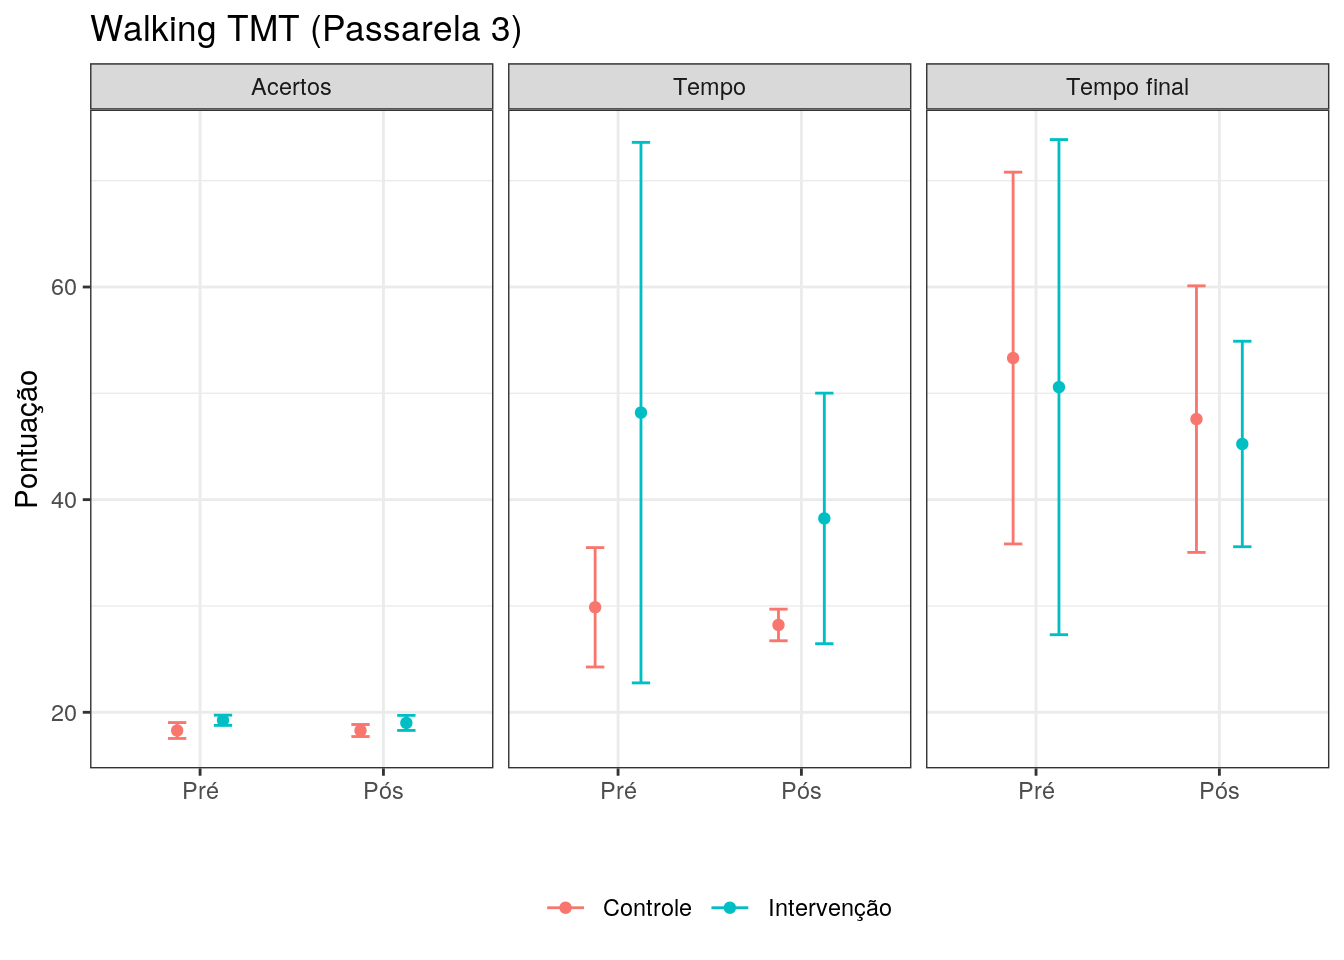 Walking TMT (Passarela 3)
Acertos
Tempo
Tempo final
Pontuação
60
40
20
Pré
Pós
Pré
Pós
Pré
Pós
Controle
Intervenção